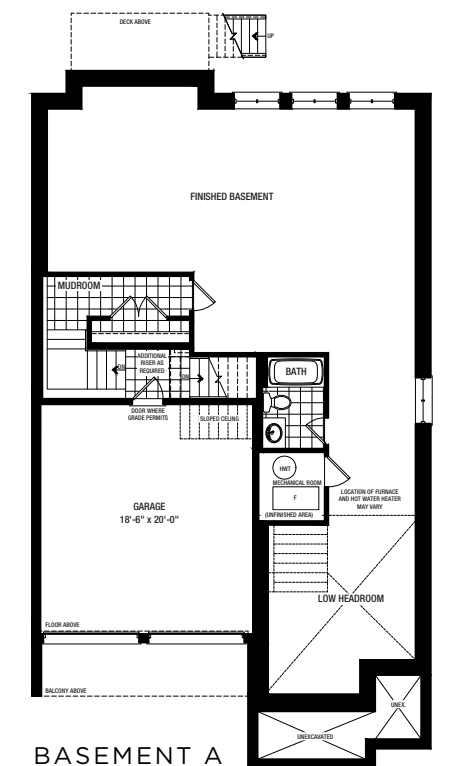 DECK ABOVE
UP
FINISHED BASEMENT
MUDROOM
DN
ADDITIONAL
RISER AS
REQUIRED
DN
DOOR WHERE
GRADE PERMITS
SLOPED CEILING
BATH
HWT
MECHANICAL ROOM
F
(UNFINISHED AREA)
LOCATION OF FURNACE
AND HOT WATER HEATER
MAY VARY
GARAGE
18'-6" x 20'-0"
LOW HEADROOM
FLOOR ABOVE
BALCONY ABOVE
UNEX.
UNEXCAVATED
BASEMENT A